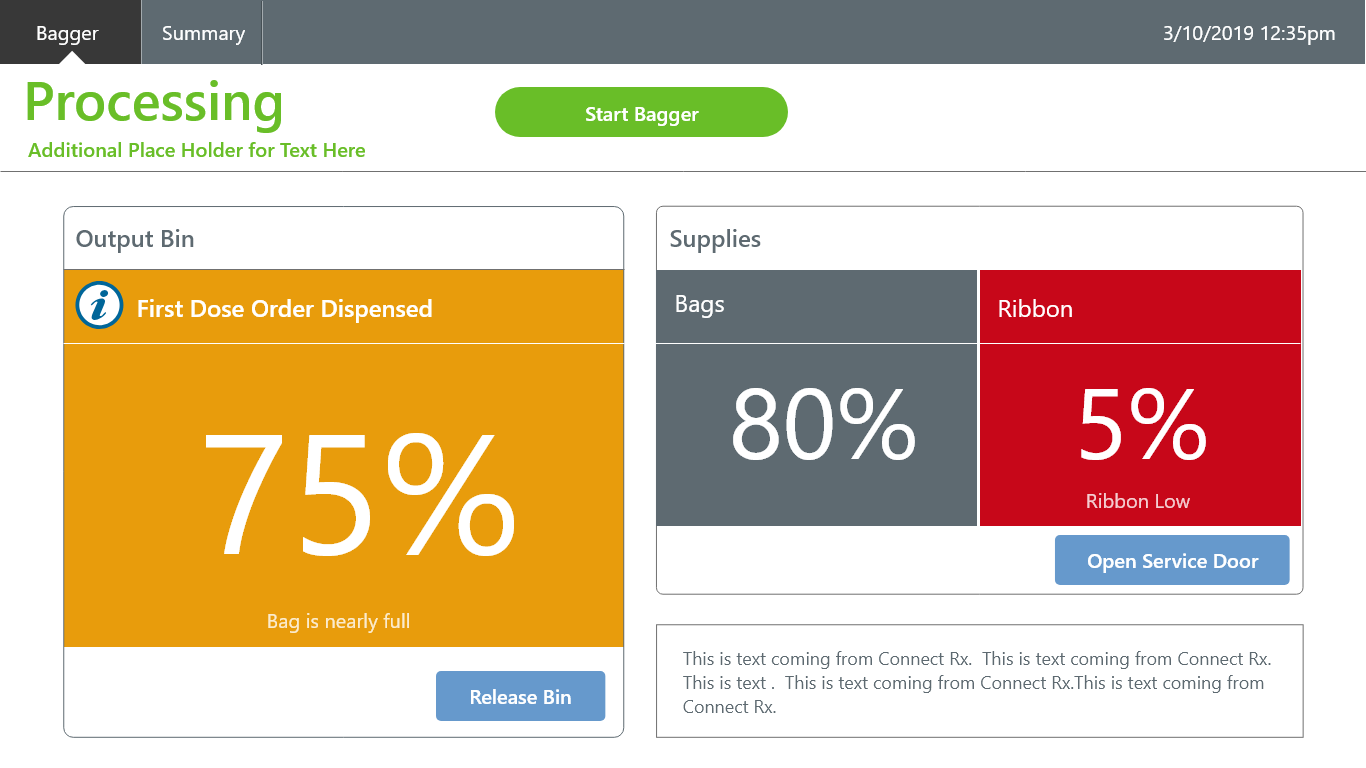 Bagger
Summary
3/10/2019 12:35pm
Processing
Start Bagger
Additional Place Holder for Text Here
Output Bin
i
First Dose Order Dispensed
75%
Bag is nearly full
Release Bin
Supplies
Bags
Ribbon
80%
5%
Ribbon Low
Open Service Door
This is text coming from Connect Rx.  This is text coming from Connect Rx.
This is text .  This is text coming from Connect Rx.This is text coming from
Connect Rx.